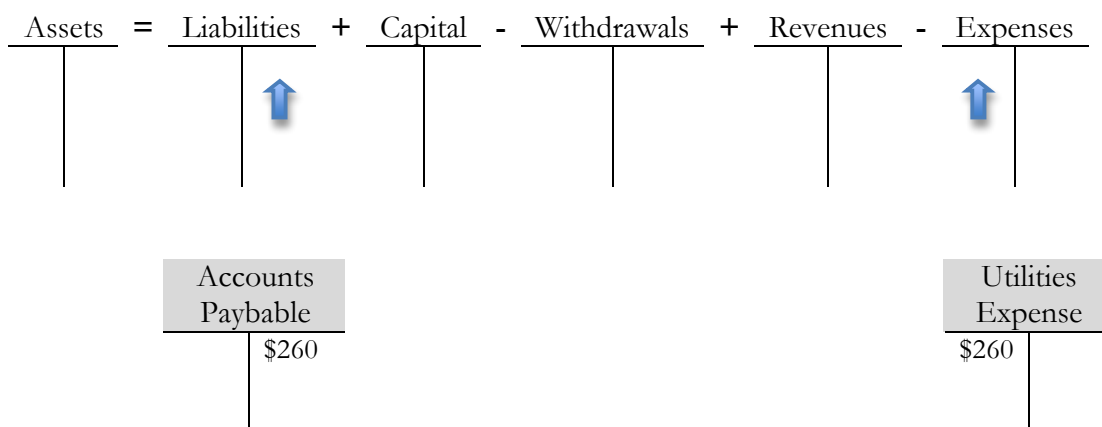 Assets = Liabilities + Capital - Withdrawals + Revenues - Expenses
Accounts
Paybable
$260
Utilities
Expense
$260